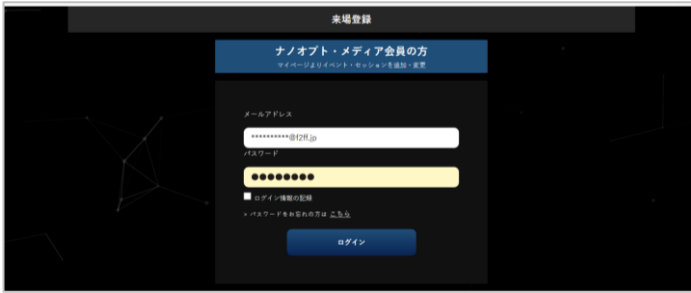 来場登録
ナノオプト・メディア会員の方
マイページよりイベント・セッションを追加・変更
メールアドレス
**********@f2ff.jp
パスワード
●●●●●●●●
ログイン情報の記録
» パスワードをお忘れの方は こちら
ログイン